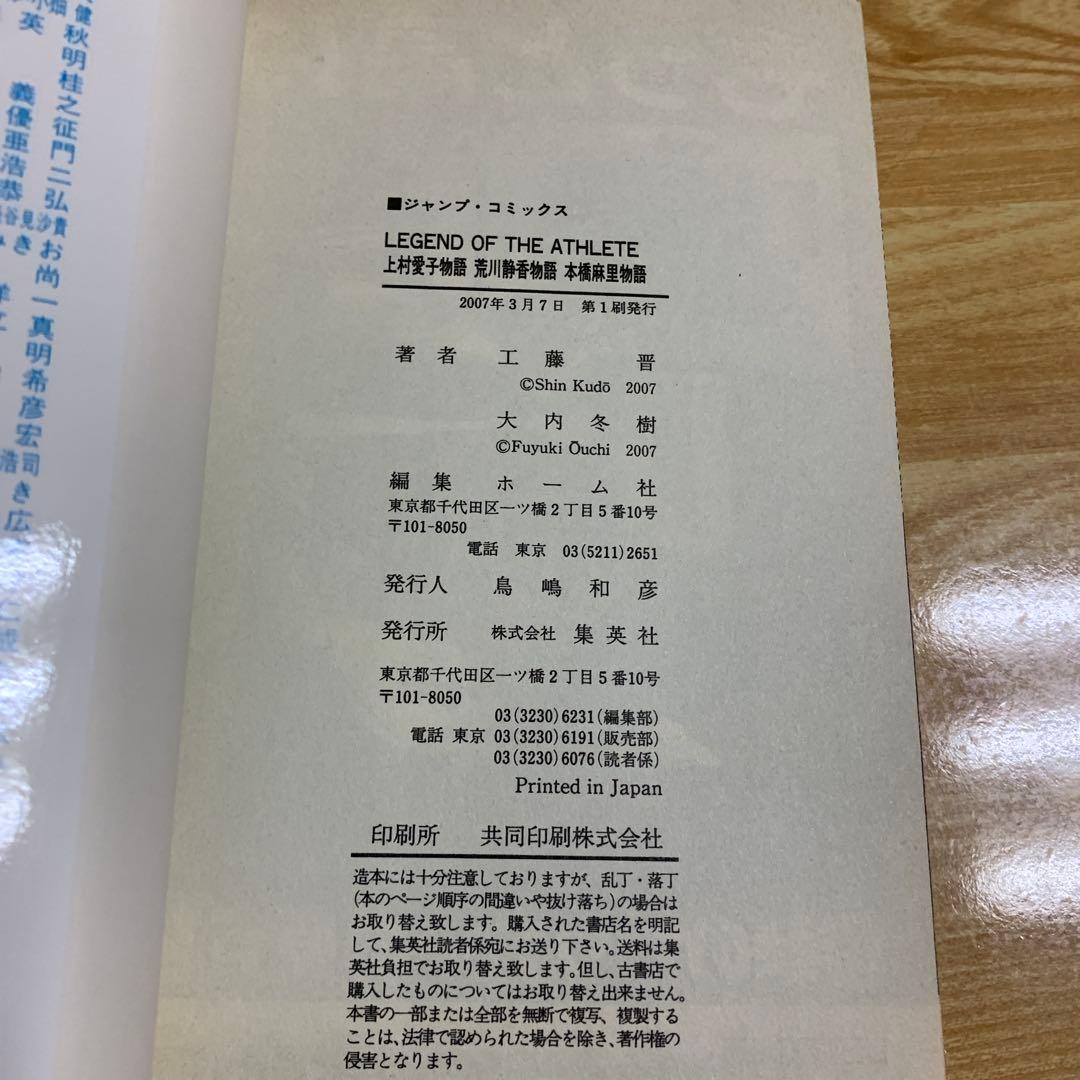 ■ジャンプ・コミックス
LEGEND OF THE ATHLETE
上村愛子物語 荒川静香物語 本橋麻里物語
2007年3月7日 第1刷発行
著者 工藤晋
©Shin Kudō 2007
大内冬樹
©Fuyuki Ōuchi 2007
編集 ホーム社
東京都千代田区一ツ橋2丁目5番10号
〒101-8050
電話 東京 03(5211)2651
発行人 鳥嶋和彦
発行所 株式会社 集英社
東京都千代田区一ツ橋2丁目5番10号
〒101-8050
03(3230)6231(編集部)
電話 東京 03(3230)6191(販売部)
03(3230)6076(読者係)
Printed in Japan
印刷所 共同印刷株式会社
造本には十分注意しておりますが、乱丁・落丁
(本のページ順序の間違いや抜け落ち)の場合は
お取り替え致します。購入された書店名を明記
して、集英社読者係宛にお送り下さい。送料は集
英社負担でお取り替え致します。但し、古書店で
購入したものについてはお取り替え出来ません。
本書の一部または全部を無断で複写、複製する
ことは、法律で認められた場合を除き、著作権の
侵害となります。